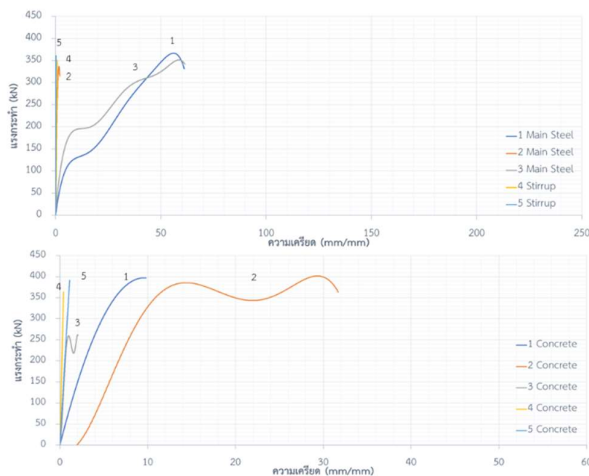 450
400
350
300
250
200
150
100
50
0
แรงกระทำ (kN)
5
4
2
3
1
1 Main Steel
2 Main Steel
3 Main Steel
4 Stirrup
5 Stirrup
0 50 100 150 200 250
ความเครียด (mm/mm)
450
400
350
300
250
200
150
100
50
0
แรงกระทำ (kN)
4
5
3
1
2
1 Concrete
2 Concrete
3 Concrete
4 Concrete
5 Concrete
0 10 20 30 40 50 60
ความเครียด (mm/mm)